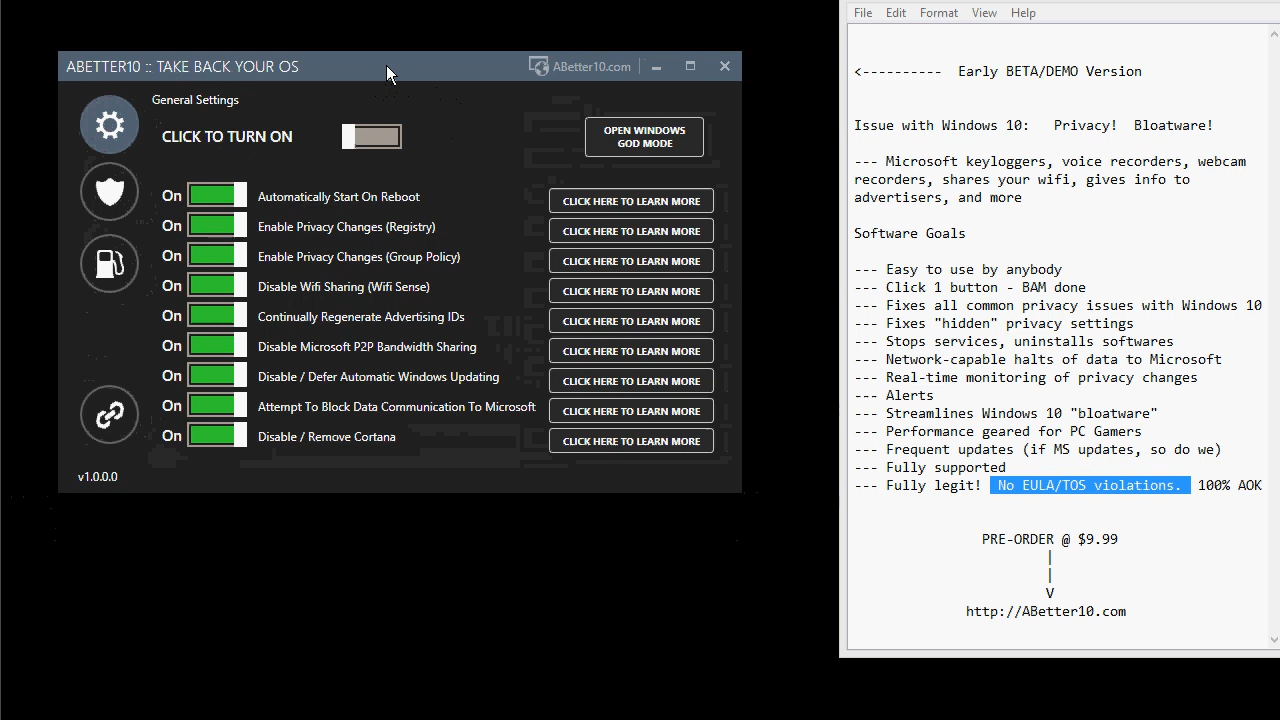 ABETTER10 :: TAKE BACK YOUR OS
ABetter10.com
General Settings
CLICK TO TURN ON
OPEN WINDOWS
GOD MODE
On Automatically Start On Reboot CLICK HERE TO LEARN MORE
On Enable Privacy Changes (Registry) CLICK HERE TO LEARN MORE
On Enable Privacy Changes (Group Policy) CLICK HERE TO LEARN MORE
On Disable Wifi Sharing (Wifi Sense) CLICK HERE TO LEARN MORE
On Continually Regenerate Advertising IDs CLICK HERE TO LEARN MORE
On Disable Microsoft P2P Bandwidth Sharing CLICK HERE TO LEARN MORE
On Disable / Defer Automatic Windows Updating CLICK HERE TO LEARN MORE
On Attempt To Block Data Communication To Microsoft CLICK HERE TO LEARN MORE
On Disable / Remove Cortana CLICK HERE TO LEARN MORE
v1.0.0.0
File Edit Format View Help
<---------- Early BETA/DEMO Version
Issue with Windows 10: Privacy! Bloatware!
--- Microsoft keyloggers, voice recorders, webcam
recorders, shares your wifi, gives info to
advertisers, and more
Software Goals
--- Easy to use by anybody
--- Click 1 button - BAM done
--- Fixes all common privacy issues with Windows 10
--- Fixes "hidden" privacy settings
--- Stops services, uninstalls softwares
--- Network-capable halts of data to Microsoft
--- Real-time monitoring of privacy changes
--- Alerts
--- Streamlines Windows 10 "bloatware"
--- Performance geared for PC Gamers
--- Frequent updates (if MS updates, so do we)
--- Fully supported
--- Fully legit! No EULA/TOS violations. 100% AOK
PRE-ORDER @ $9.99
|
|
V
http://ABetter10.com